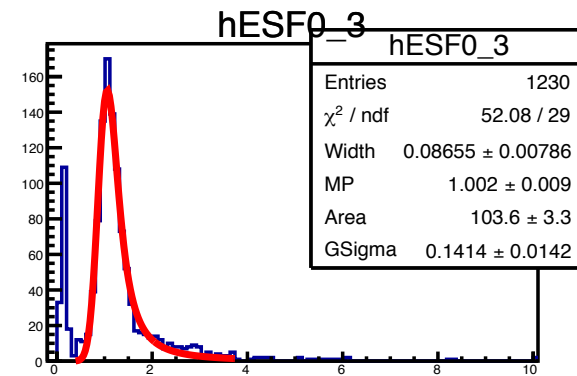 hESF0_3
hESF0_3
Entries 1230
χ² / ndf 52.08 / 29
Width 0.08655 ± 0.00786
MP 1.002 ± 0.009
Area 103.6 ± 3.3
GSigma 0.1414 ± 0.0142
160
140
120
100
80
60
40
20
0
0 2 4 6 8 10